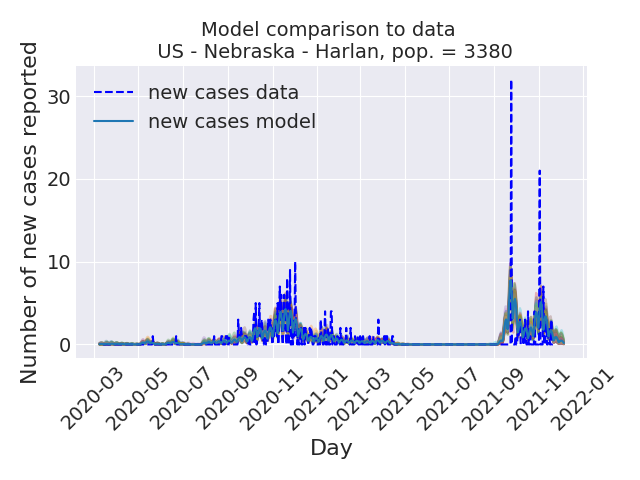 Model comparison to data
US - Nebraska - Harlan, pop. = 3380
Number of new cases reported
30
20
10
0
new cases data
new cases model
2020-03
2020-05
2020-07
2020-09
2020-11
2021-01
2021-03
2021-05
2021-07
2021-09
2021-11
2022-01
Day